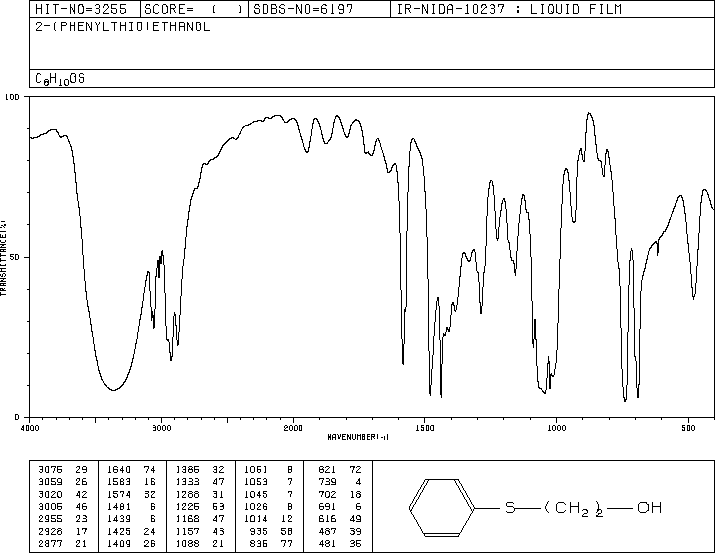 HIT-NO=3255 SCORE= ( ) SDBS-NO=6197 IR-NIDA-10237 : LIQUID FILM
2-(PHENYLTHIO)ETHANOL
C8H10OS
100
TRANSMITTANCE(%)
50
0
4000 3000 2000 1500 1000 500
WAVENUMBER(-1)
3075 29 1640 74 1386 32 1061 8 821 72
3059 26 1583 16 1333 47 1053 7 739 4
3020 42 1574 32 1288 31 1045 7 702 18
3005 46 1481 6 1225 53 1026 8 691 6
2955 23 1439 6 1168 47 1014 12 616 49
2928 17 1425 24 1157 43 935 58 487 39
2877 21 1409 26 1088 21 836 77 481 35
S—(CH2)2—OH